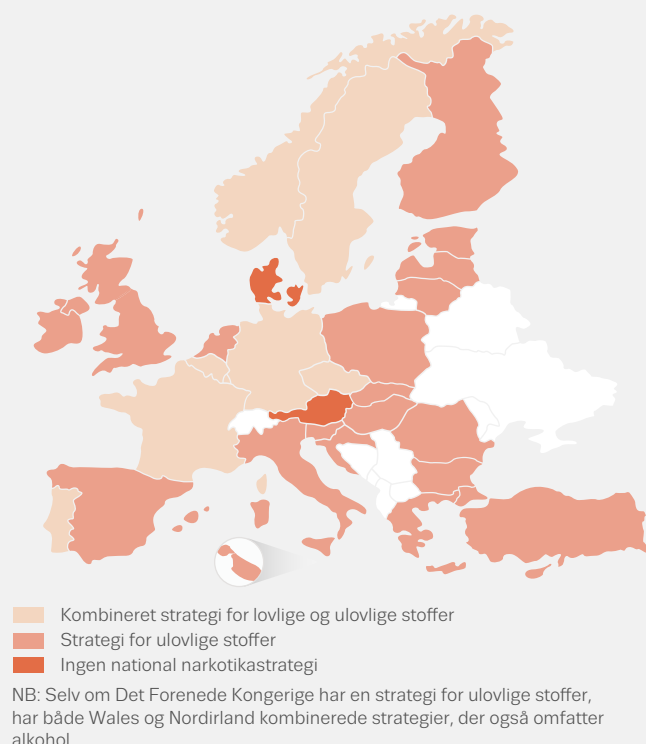 Kombineret strategi for lovlige og ulovlige stoffer
Strategi for ulovlige stoffer
Ingen national narkotikastrategi
NB: Selv om Det Forenede Kongerige har en strategi for ulovlige stoffer,
har både Wales og Nordirland kombinerede strategier, der også omfatter
alkohol